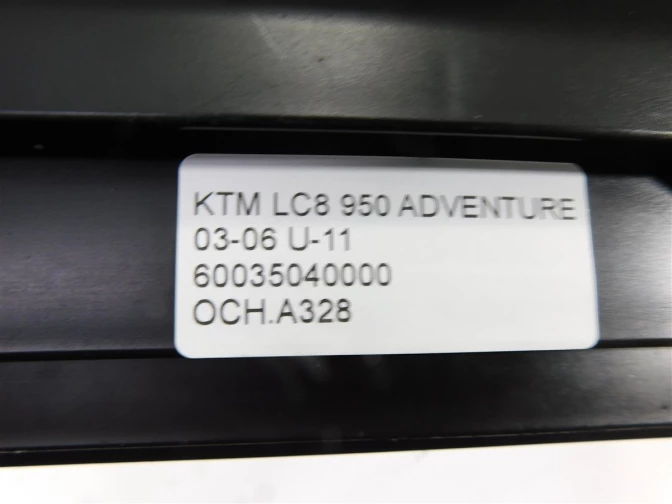 KTM LC8 950 ADVENTURE
03-06 U-11
60035040000
OCH.A328